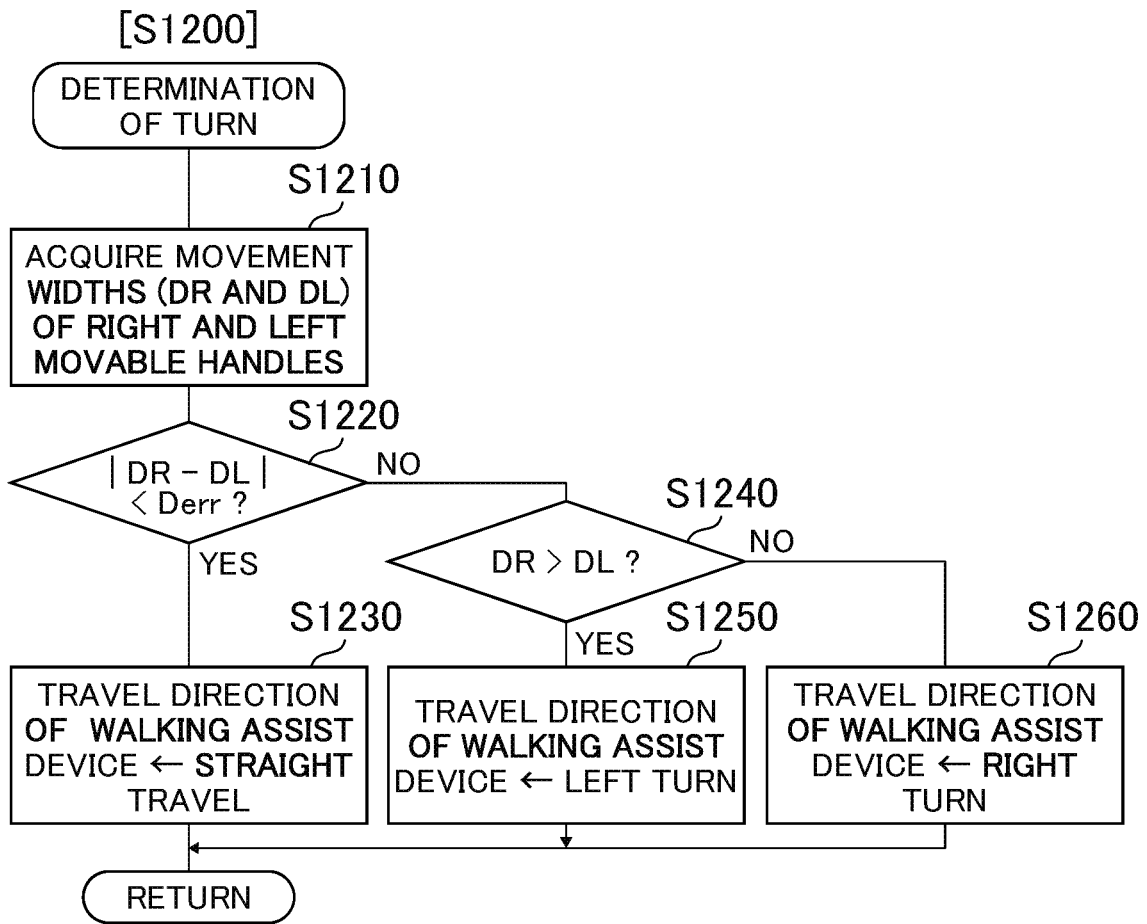 [S1200]
DETERMINATION
OF TURN
S1210
ACQUIRE MOVEMENT
WIDTHS (DR AND DL)
OF RIGHT AND LEFT
MOVABLE HANDLES
S1220
| DR − DL |
< Derr ?
NO
YES
S1240
DR > DL ?
NO
YES
S1230
TRAVEL DIRECTION
OF WALKING ASSIST
DEVICE ← STRAIGHT
TRAVEL
S1250
TRAVEL DIRECTION
OF WALKING ASSIST
DEVICE ← LEFT TURN
S1260
TRAVEL DIRECTION
OF WALKING ASSIST
DEVICE ← RIGHT
TURN
RETURN